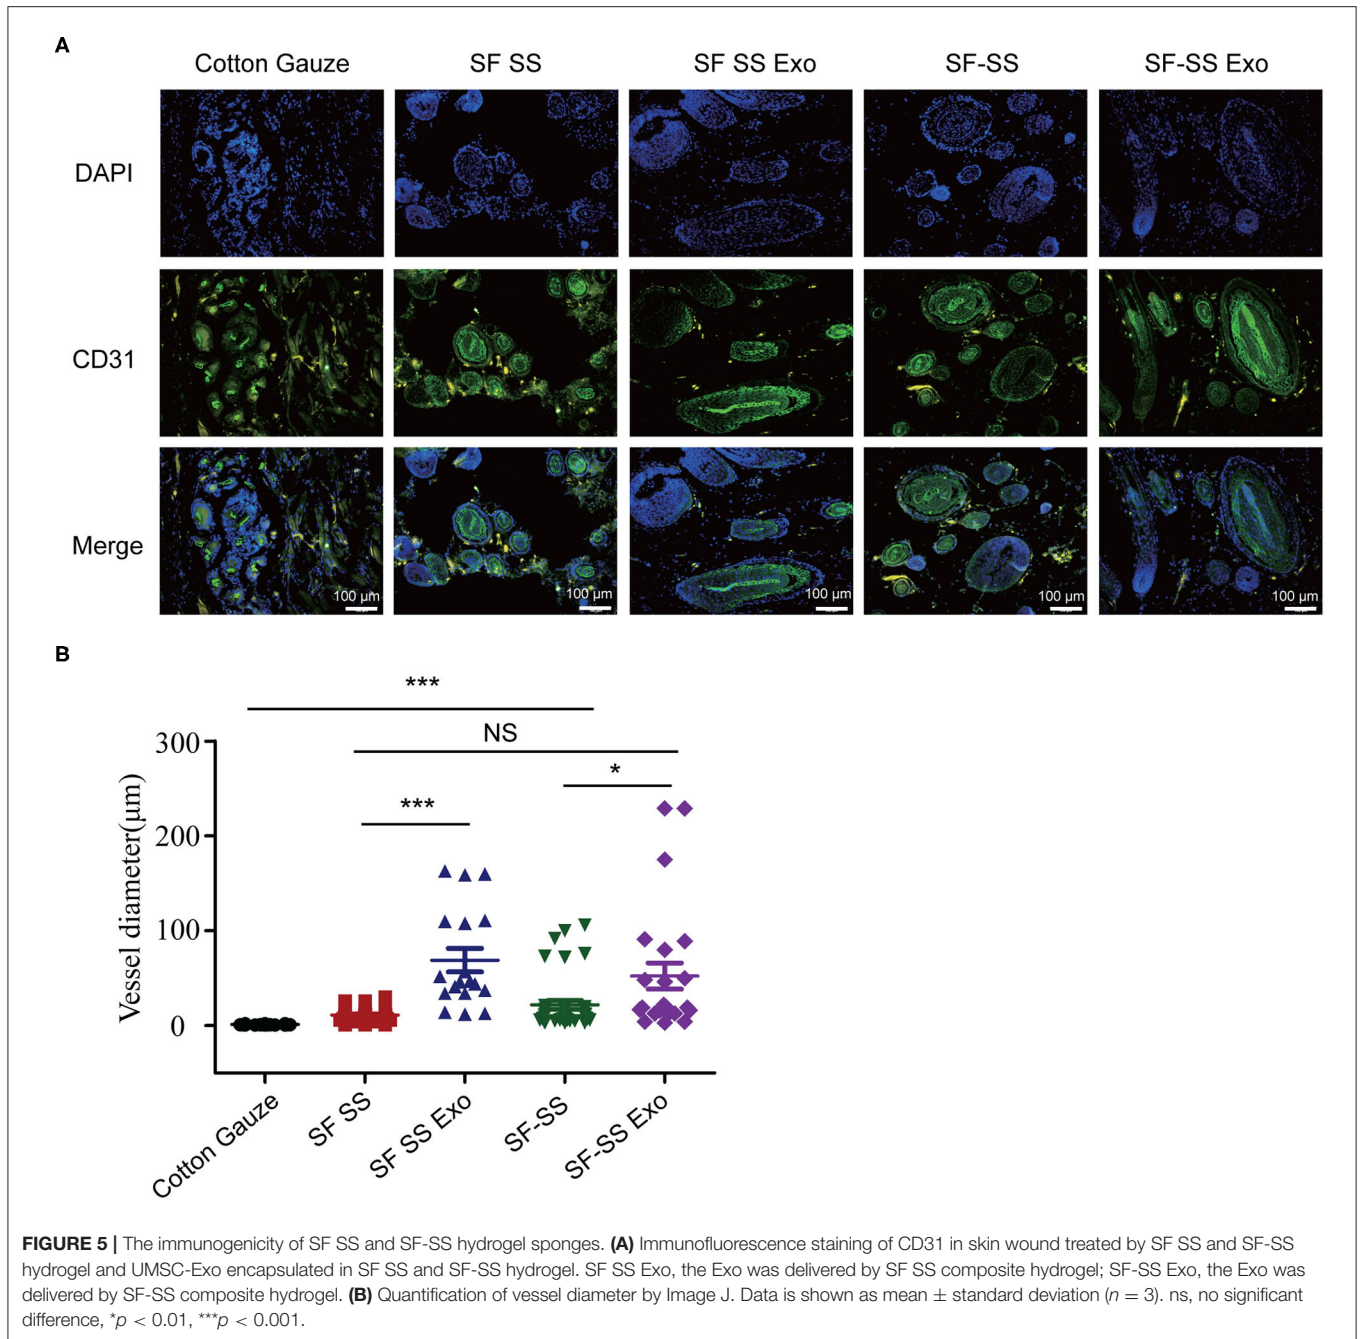 A
Cotton Gauze SF SS SF SS Exo SF-SS SF-SS Exo
DAPI
CD31
Merge
100 µm 100 µm 100 µm 100 µm 100 µm
B
***
NS
*
***
300
200
100
0
Vessel diameter(µm)
Cotton Gauze
SF SS
SF SS Exo
SF-SS
SF-SS Exo
FIGURE 5 | The immunogenicity of SF SS and SF-SS hydrogel sponges. (A) Immunofluorescence staining of CD31 in skin wound treated by SF SS and SF-SS
hydrogel and UMSC-Exo encapsulated in SF SS and SF-SS hydrogel. SF SS Exo, the Exo was delivered by SF SS composite hydrogel; SF-SS Exo, the Exo was
delivered by SF-SS composite hydrogel. (B) Quantification of vessel diameter by Image J. Data is shown as mean ± standard deviation (n = 3). ns, no significant
difference, *p < 0.01, ***p < 0.001.